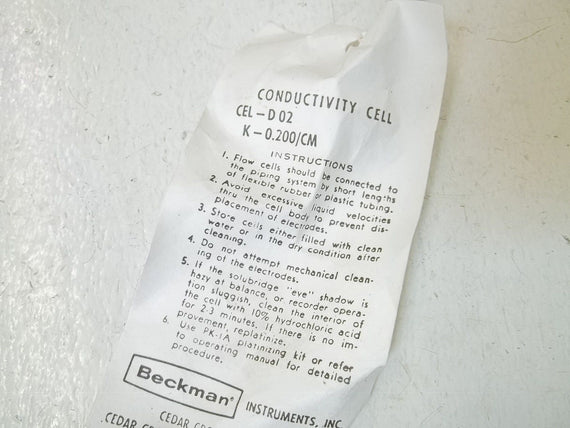 CONDUCTIVITY CELL
CEL-D02
K-0.200/CM
INSTRUCTIONS
1. Flow cells should be connected to
the piping system by short lengths
of flexible rubber or plastic tubing.
2. Avoid excessive liquid velocities
thru the cell body to prevent dis-
placement of electrodes.
3. Store cells either filled with clean
water or in the dry condition after
cleaning.
4. Do not attempt mechanical clean-
ing of the electrodes.
5. If the solubridge "eye" shadow is
hazy at balance, or recorder opera-
tion sluggish, clean the interior of
the cell with 10% hydrochloric acid
for 2-3 minutes. If there is no im-
provement, replatinize.
6. Use PK-1A platinizing kit or refer
to operating manual for detailed
procedure.
Beckman®
INSTRUMENTS, INC.
CEDAR
CEDAR